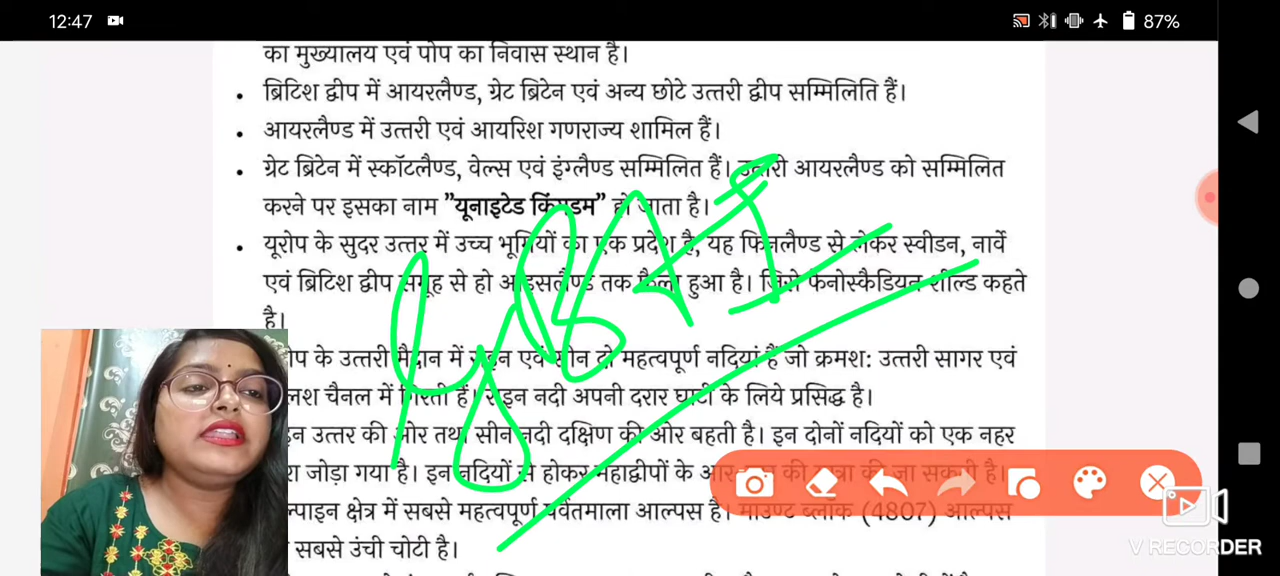 12:47
87%
का मुख्यालय एवं पोप का निवास स्थान है।
• ब्रिटिश द्वीप में आयरलैण्ड, ग्रेट ब्रिटेन एवं अन्य छोटे उत्तरी द्वीप सम्मिलिति हैं।
• आयरलैण्ड में उत्तरी एवं आयरिश गणराज्य शामिल हैं।
• ग्रेट ब्रिटेन में स्कॉटलैण्ड, वेल्स एवं इंग्लैण्ड सम्मिलित हैं। उत्तरी आयरलैण्ड को सम्मिलित
करने पर इसका नाम ”यूनाइटेड किंगडम” हो जाता है।
• यूरोप के सुदर उत्तर में उच्च भूमियों का एक प्रदेश है, यह फिनलैण्ड से लेकर स्वीडन, नार्वे
एवं ब्रिटिश द्वीप समूह से हो आइसलैण्ड तक फैला हुआ है। जिसे फेनोस्कैडियन शील्ड कहते
है।
के उत्तरी मैदान में राइन एवं सीन दो महत्वपूर्ण नदियां हैं जो क्रमश: उत्तरी सागर एवं
चैनल में गिरती हैं। राइन नदी अपनी दरार घाटी के लिये प्रसिद्ध है।
उत्तर की ओर तथा सीन नदी दक्षिण की ओर बहती है। इन दोनों नदियों को एक नहर
जोड़ा गया है। इन नदियों से होकर महाद्वीपों के की यात्रा की जा सकती है।
क्षेत्र में सबसे महत्वपूर्ण पर्वतमाला आल्पस है। माउण्ट ब्लाक (4807) आल्पस
सबसे उंची चोटी है।
V RECORDER